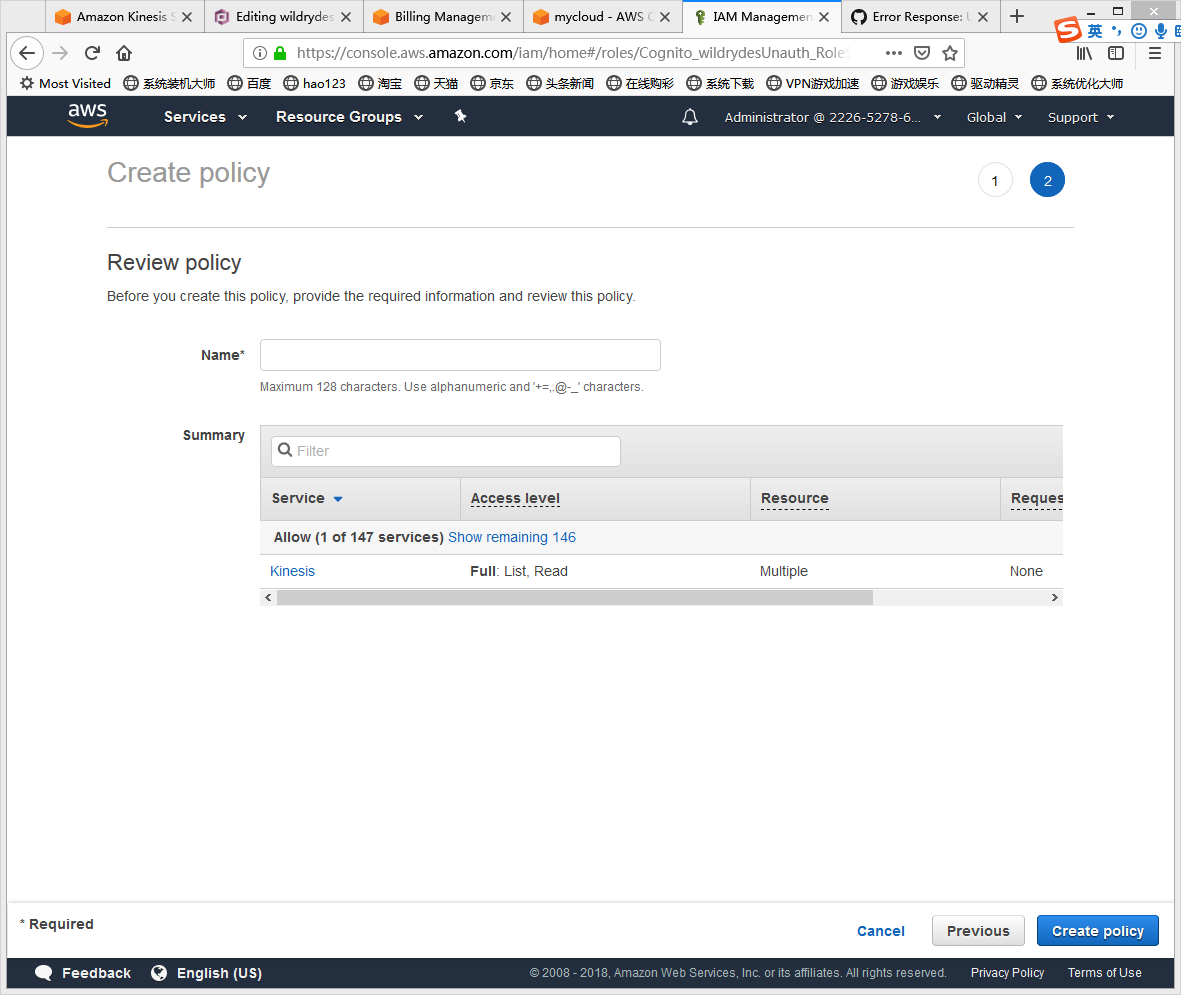 Amazon Kinesis S
Editing wildrydes
Billing Managem
mycloud - AWS C
IAM Managemen
Error Response: U
英
https://console.aws.amazon.com/iam/home#/roles/Cognito_wildrydesUnauth_Role
Most Visited 系统装机大师 百度 hao123 淘宝 天猫 京东 头条新闻 在线购彩 系统下载 VPN游戏加速 游戏娱乐 驱动精灵 系统优化大师
aws Services Resource Groups Administrator @ 2226-5278-6... Global Support
Create policy
1 2
Review policy
Before you create this policy, provide the required information and review this policy.
Name*
Maximum 128 characters. Use alphanumeric and '+=,.@-_' characters.
Summary
Filter
Service Access level Resource Reques
Allow (1 of 147 services) Show remaining 146
Kinesis Full: List, Read Multiple None
* Required
Cancel Previous Create policy
Feedback English (US) © 2008 - 2018, Amazon Web Services, Inc. or its affiliates. All rights reserved. Privacy Policy Terms of Use